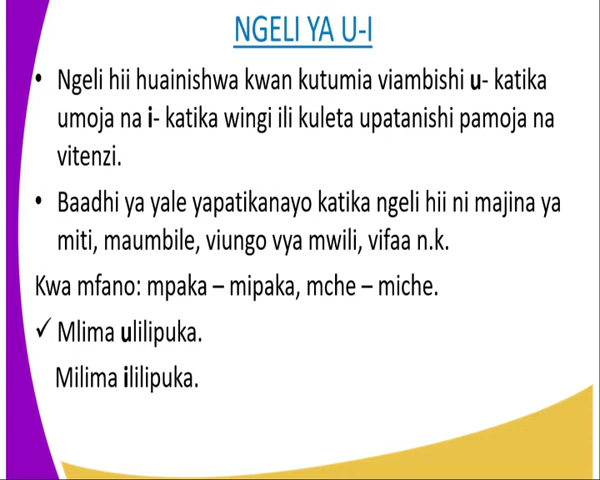 NGELI YA U-I
• Ngeli hii huainishwa kwan kutumia viambishi u- katika
umoja na i- katika wingi ili kuleta upatanishi pamoja na
vitenzi.
• Baadhi ya yale yapatikanayo katika ngeli hii ni majina ya
miti, maumbile, viungo vya mwili, vifaa n.k.
Kwa mfano: mpaka – mipaka, mche – miche.
✓ Mlima ulilipuka.
Milima ililipuka.